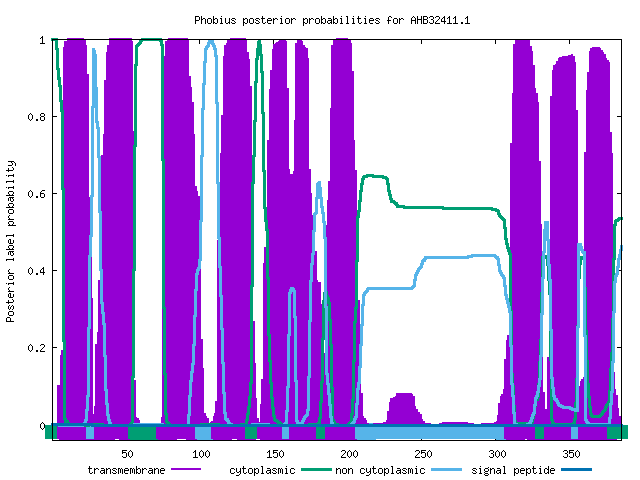 Phobius posterior probabilities for AHB32411.1
Posterior label probability
1
0.8
0.6
0.4
0.2
0
50 100 150 200 250 300 350
transmembrane cytoplasmic non cytoplasmic signal peptide